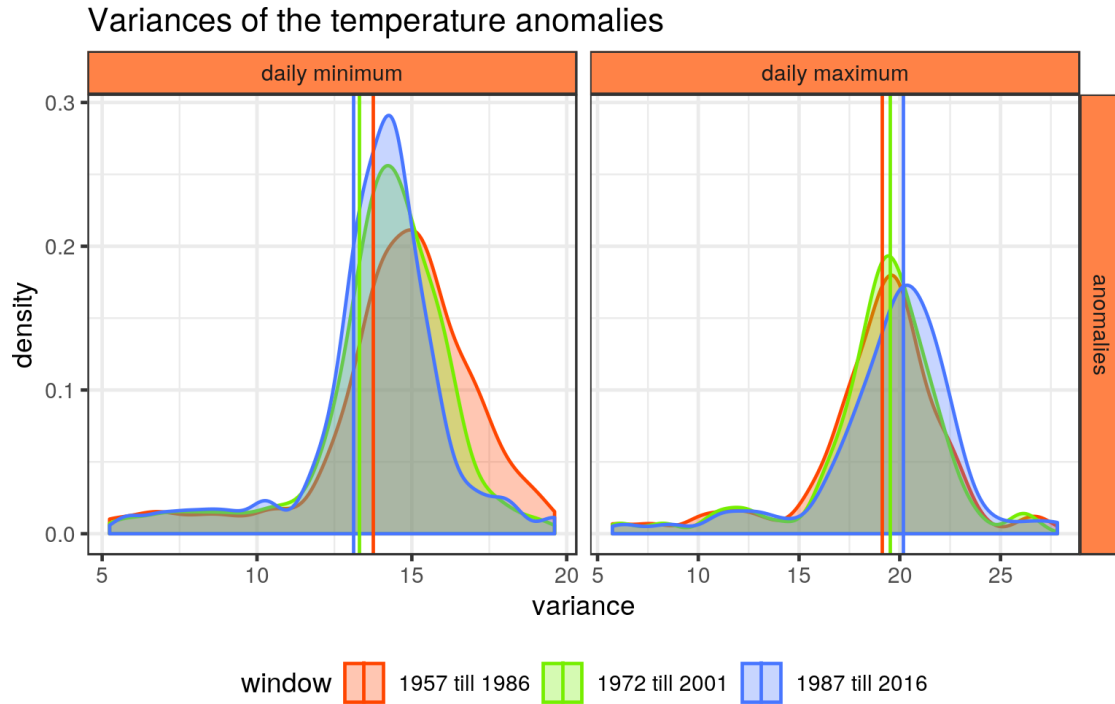 Variances of the temperature anomalies
daily minimum
daily maximum
anomalies
density
0.3
0.2
0.1
0.0
5 10 15 20
5 10 15 20 25
variance
window 1957 till 1986 1972 till 2001 1987 till 2016